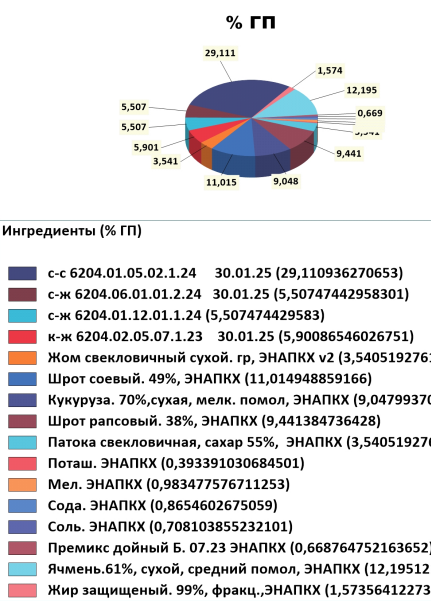 % ГП
29,111
1,574
12,195
0,669
3,541
9,441
9,048
11,015
3,541
5,901
5,507
5,507
Ингредиенты (% ГП)
с-с 6204.01.05.02.1.24 30.01.25 (29,110936270653)
с-ж 6204.06.01.01.2.24 30.01.25 (5,50747442958301)
с-ж 6204.01.12.01.1.24 (5,507474429583)
к-ж 6204.02.05.07.1.23 30.01.25 (5,90086546026751)
Жом свекловичный сухой. гр, ЭНАПКХ v2 (3,5405192761
Шрот соевый. 49%, ЭНАПКХ (11,014948859166)
Кукуруза. 70%,сухая, мелк. помол, ЭНАПКХ (9,04799370
Шрот рапсовый. 38%, ЭНАПКХ (9,441384736428)
Патока свекловичная, сахар 55%, ЭНАПКХ (3,540519276
Поташ. ЭНАПКХ (0,393391030684501)
Мел. ЭНАПКХ (0,983477576711253)
Сода. ЭНАПКХ (0,8654602675059)
Соль. ЭНАПКХ (0,708103855232101)
Премикс дойный Б. 07.23 ЭНАПКХ (0,668764752163652)
Ячмень.61%, сухой, средний помол, ЭНАПКХ (12,19512
Жир защищеный. 99%, фракц.,ЭНАПКХ (1,57356412273